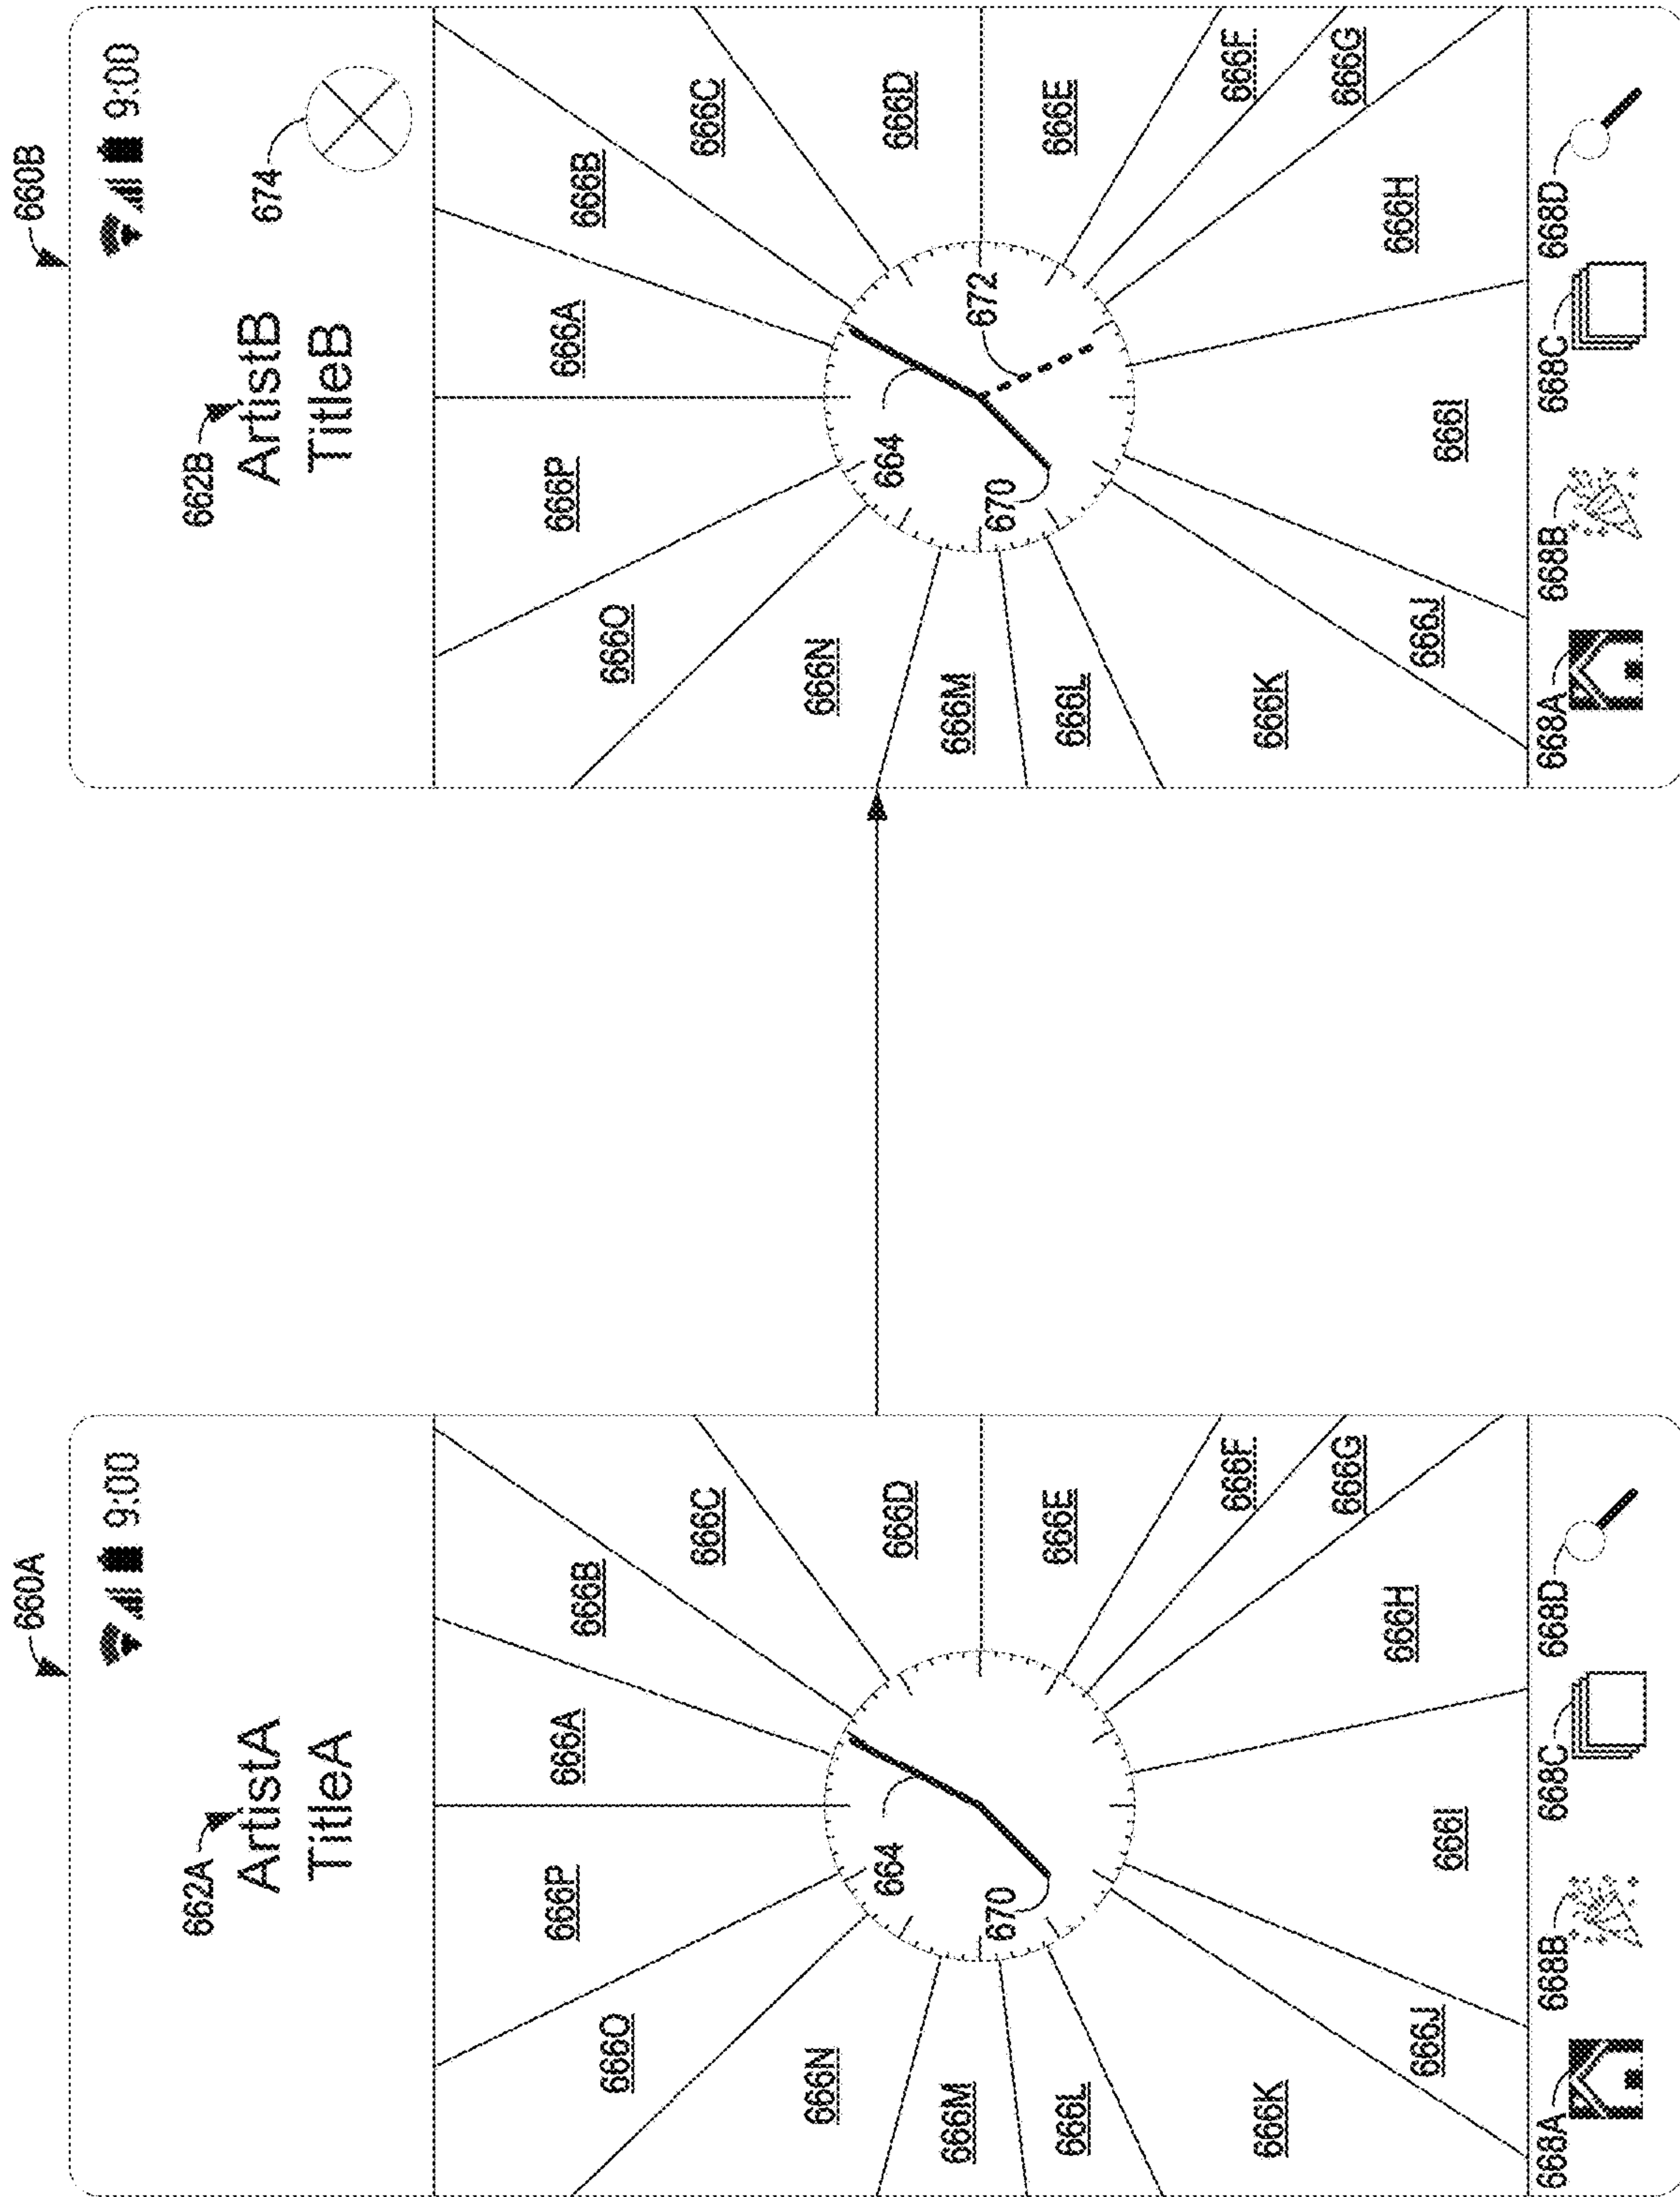 660A
9:00
662A
ArtistA
TitleA
666P
666A
666B
666O
666C
664
666N
666D
670
666M
666E
666L
666F
666K
666G
666H
666J
666I
668A
668B
668C
668D
660B
9:00
662B
ArtistB
TitleB
674
666P
666A
666B
666O
666C
664
666N
666D
672
670
666M
666E
666L
666F
666K
666G
666H
666J
666I
668A
668B
668C
668D